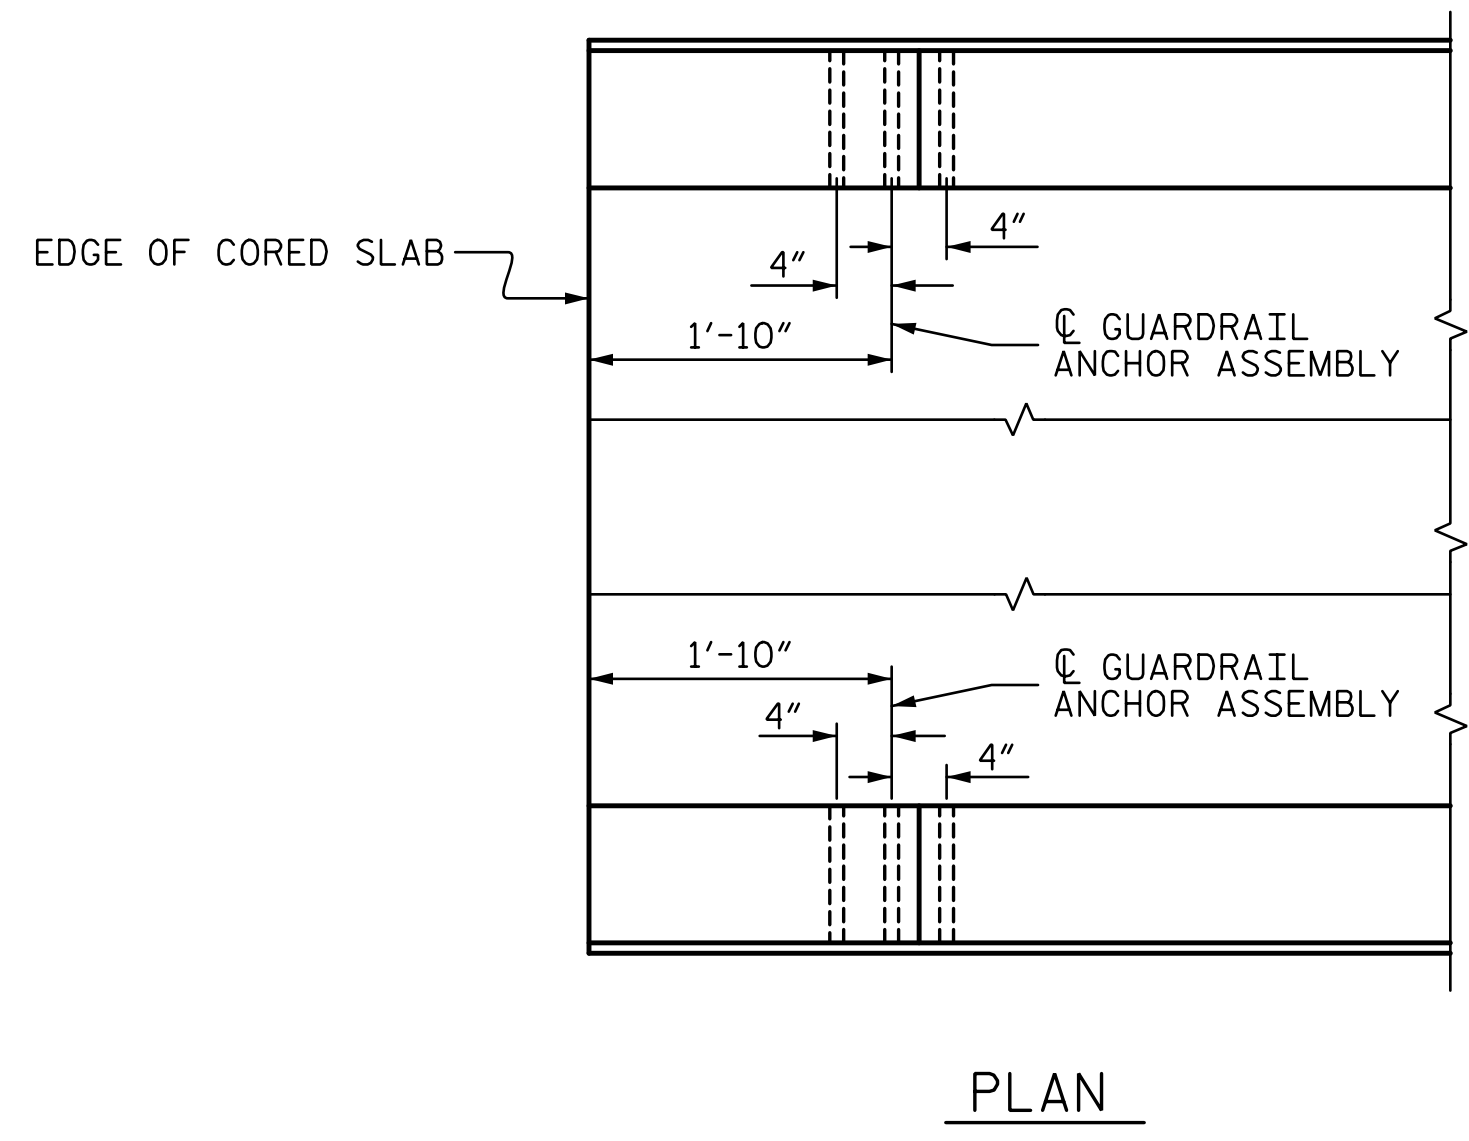 4"
EDGE OF CORED SLAB
4"
1'-10"
℄ GUARDRAIL
ANCHOR ASSEMBLY
1'-10"
℄ GUARDRAIL
ANCHOR ASSEMBLY
4"
4"
PLAN